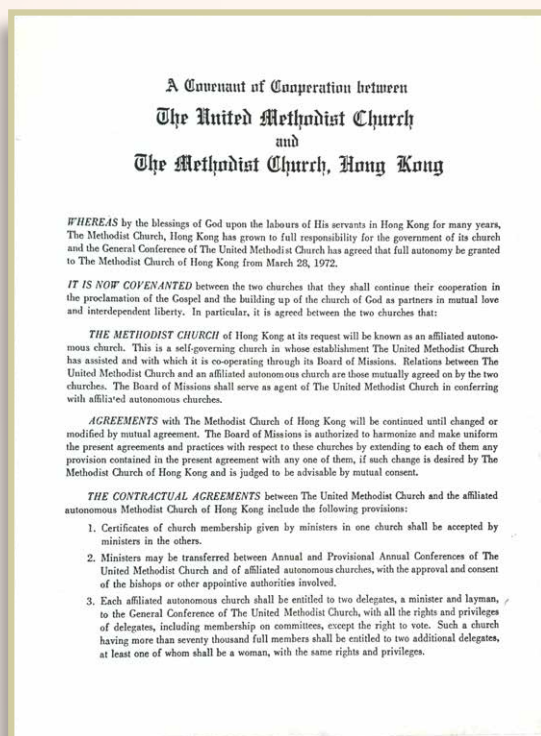 A Covenant of Cooperation between
The United Methodist Church
and
The Methodist Church, Hong Kong
WHEREAS by the blessings of God upon the labours of His servants in Hong Kong for many years,
The Methodist Church, Hong Kong has grown to full responsibility for the government of its church
and the General Conference of The United Methodist Church has agreed that full autonomy be granted
to The Methodist Church of Hong Kong from March 28, 1972.
IT IS NOW COVENANTED between the two churches that they shall continue their cooperation in
the proclamation of the Gospel and the building up of the church of God as partners in mutual love
and interdependent liberty. In particular, it is agreed between the two churches that:
THE METHODIST CHURCH of Hong Kong at its request will be known as an affiliated autono-
mous church. This is a self-governing church in whose establishment The United Methodist Church
has assisted and with which it is co-operating through its Board of Missions. Relations between The
United Methodist Church and an affiliated autonomous church are those mutually agreed on by the two
churches. The Board of Missions shall serve as agent of The United Methodist Church in conferring
with affiliated autonomous churches.
AGREEMENTS with The Methodist Church of Hong Kong will be continued until changed or
modified by mutual agreement. The Board of Missions is authorized to harmonize and make uniform
the present agreements and practices with respect to these churches by extending to each of them any
provision contained in the present agreement with any one of them, if such change is desired by The
Methodist Church of Hong Kong and is judged to be advisable by mutual consent.
THE CONTRACTUAL AGREEMENTS between The United Methodist Church and the affiliated
autonomous Methodist Church of Hong Kong include the following provisions:
1. Certificates of church membership given by ministers in one church shall be accepted by
ministers in the others.
2. Ministers may be transferred between Annual and Provisional Annual Conferences of The
United Methodist Church and of affiliated autonomous churches, with the approval and consent
of the bishops or other appointive authorities involved.
3. Each affiliated autonomous church shall be entitled to two delegates, a minister and layman,
to the General Conference of The United Methodist Church, with all the rights and privileges
of delegates, including membership on committees, except the right to vote. Such a church
having more than seventy thousand full members shall be entitled to two additional delegates,
at least one of whom shall be a woman, with the same rights and privileges.